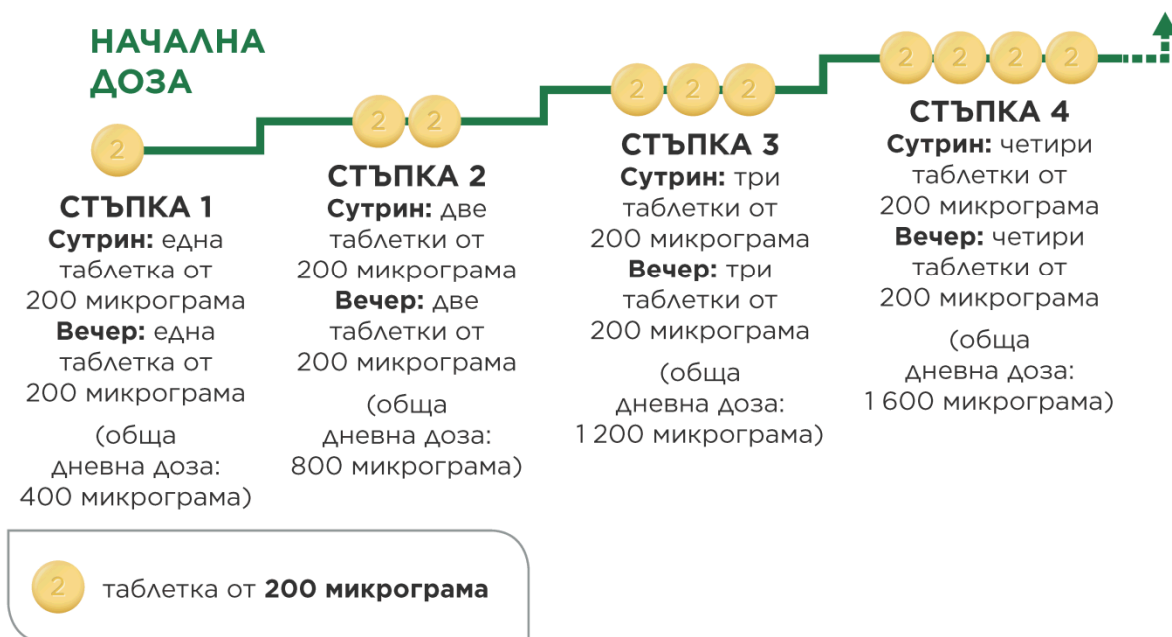 НАЧАЛНА
ДОЗА
2
СТЪПКА 1
Сутрин: една
таблетка от
200 микрограма
Вечер: една
таблетка от
200 микрограма
(обща
дневна доза:
400 микрограма)
2 2
СТЪПКА 2
Сутрин: две
таблетки от
200 микрограма
Вечер: две
таблетки от
200 микрограма
(обща
дневна доза:
800 микрограма)
2 2 2
СТЪПКА 3
Сутрин: три
таблетки от
200 микрограма
Вечер: три
таблетки от
200 микрограма
(обща
дневна доза:
1 200 микрограма)
2 2 2 2
СТЪПКА 4
Сутрин: четири
таблетки от
200 микрограма
Вечер: четири
таблетки от
200 микрограма
(обща
дневна доза:
1 600 микрограма)
2 таблетка от 200 микрограма